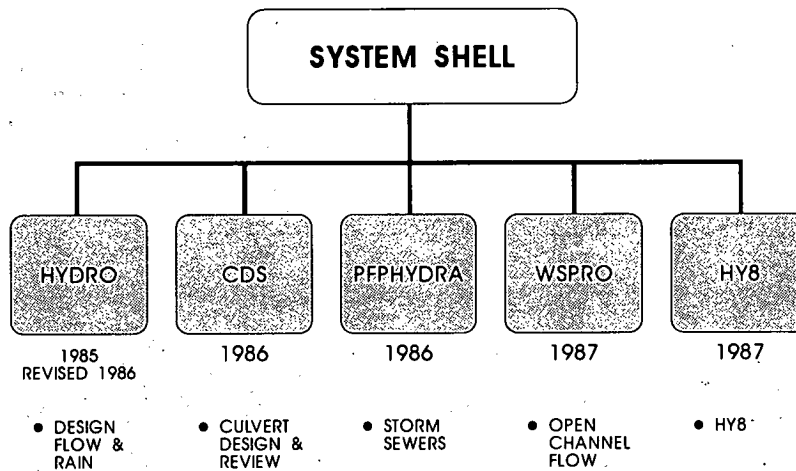 SYSTEM SHELL
HYDRO
CDS
PFPHYDRA
WSPRO
HY8
1985
REVISED 1986
1986
1986
1987
1987
• DESIGN
FLOW &
RAIN
• CULVERT
DESIGN &
REVIEW
• STORM
SEWERS
• OPEN
CHANNEL
FLOW
• HY8